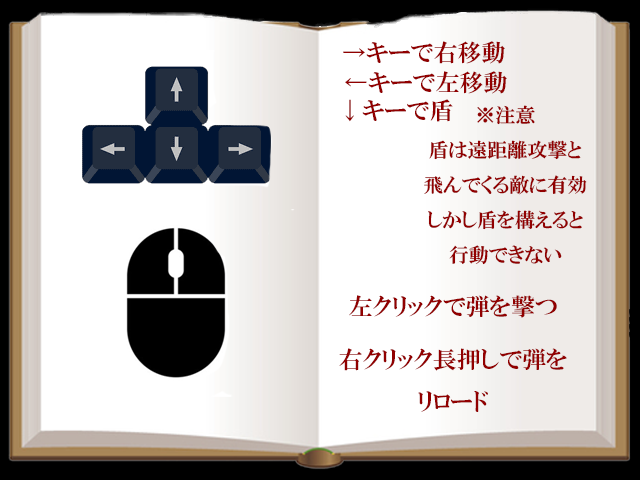 →キーで右移動
←キーで左移動
↓キーで盾 ※注意
盾は遠距離攻撃と
飛んでくる敵に有効
しかし盾を構えると
行動できない
左クリックで弾を撃つ
右クリック長押しで弾を
リロード
↑
← ↓ →